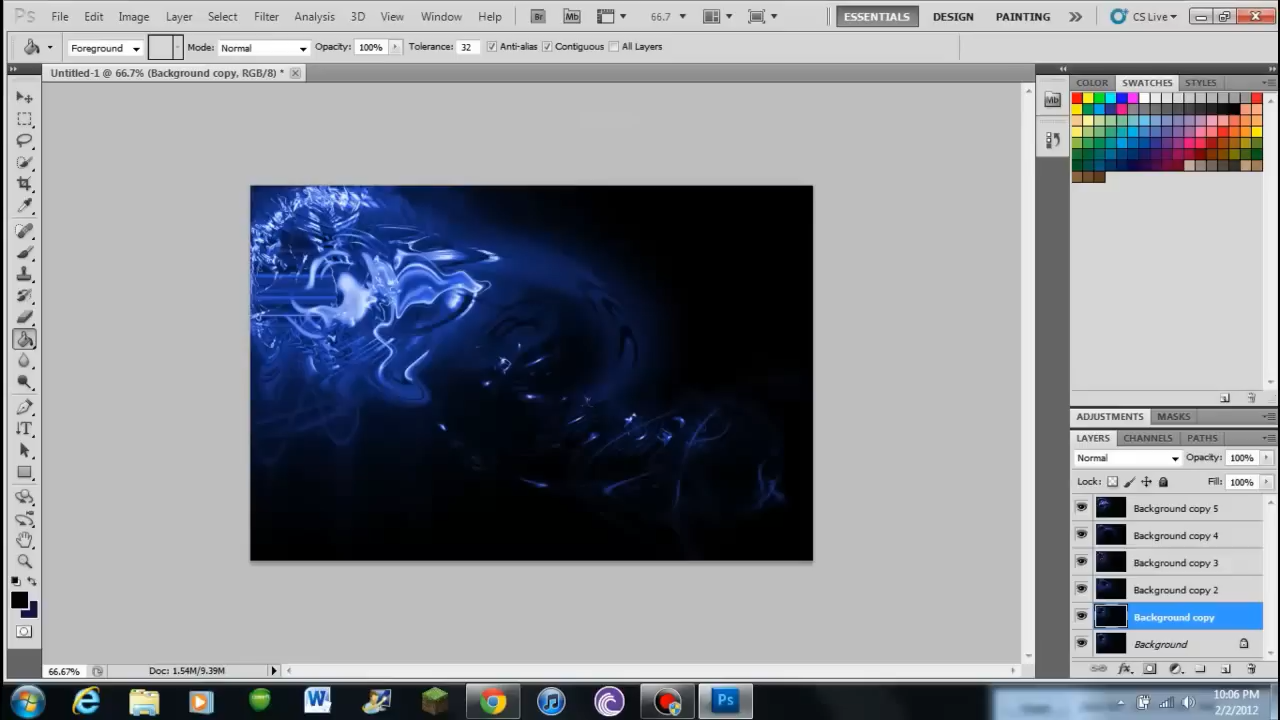 Ps File Edit Image Layer Select Filter Analysis 3D View Window Help Br Mb 66.7 ESSENTIALS DESIGN PAINTING CS Live
Foreground Mode: Normal Opacity: 100% Tolerance: 32 Anti-alias Contiguous All Layers
Untitled-1 @ 66.7% (Background copy, RGB/8) *
COLOR SWATCHES STYLES
Mb
ADJUSTMENTS MASKS
LAYERS CHANNELS PATHS
Normal Opacity: 100%
Lock: Fill: 100%
Background copy 5
Background copy 4
Background copy 3
Background copy 2
Background copy
Background
66.67% Doc: 1.54M/9.39M
W Ps
10:06 PM
2/2/2012